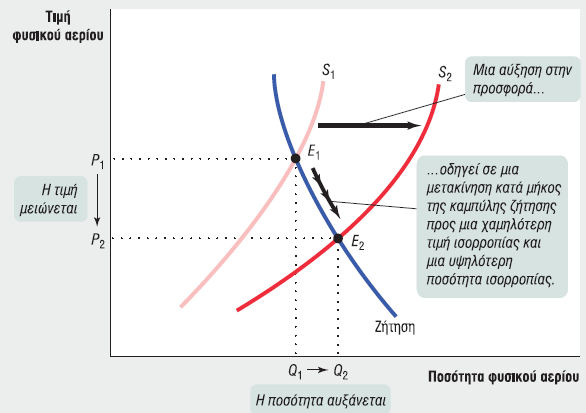 Τιμή
φυσικού αερίου
S1
S2
Μια αύξηση στην
προσφορά...
P1
E1
Η τιμή
μειώνεται
...οδηγεί σε μια
μετακίνηση κατά μήκος
της καμπύλης ζήτησης
προς μια χαμηλότερη
τιμή ισορροπίας και
μια υψηλότερη
ποσότητα ισορροπίας.
P2
E2
Ζήτηση
Q1
Q2
Ποσότητα φυσικού αερίου
Η ποσότητα αυξάνεται